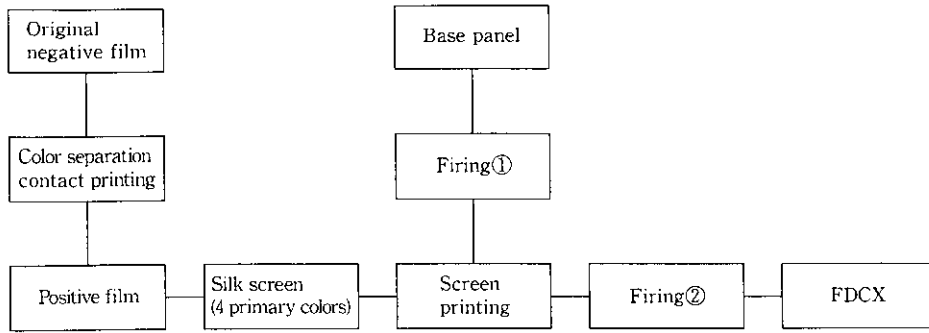 Original
negative film
Base panel
Color separation
contact printing
Firing①
Positive film
Silk screen
(4 primary colors)
Screen
printing
Firing②
FDCX